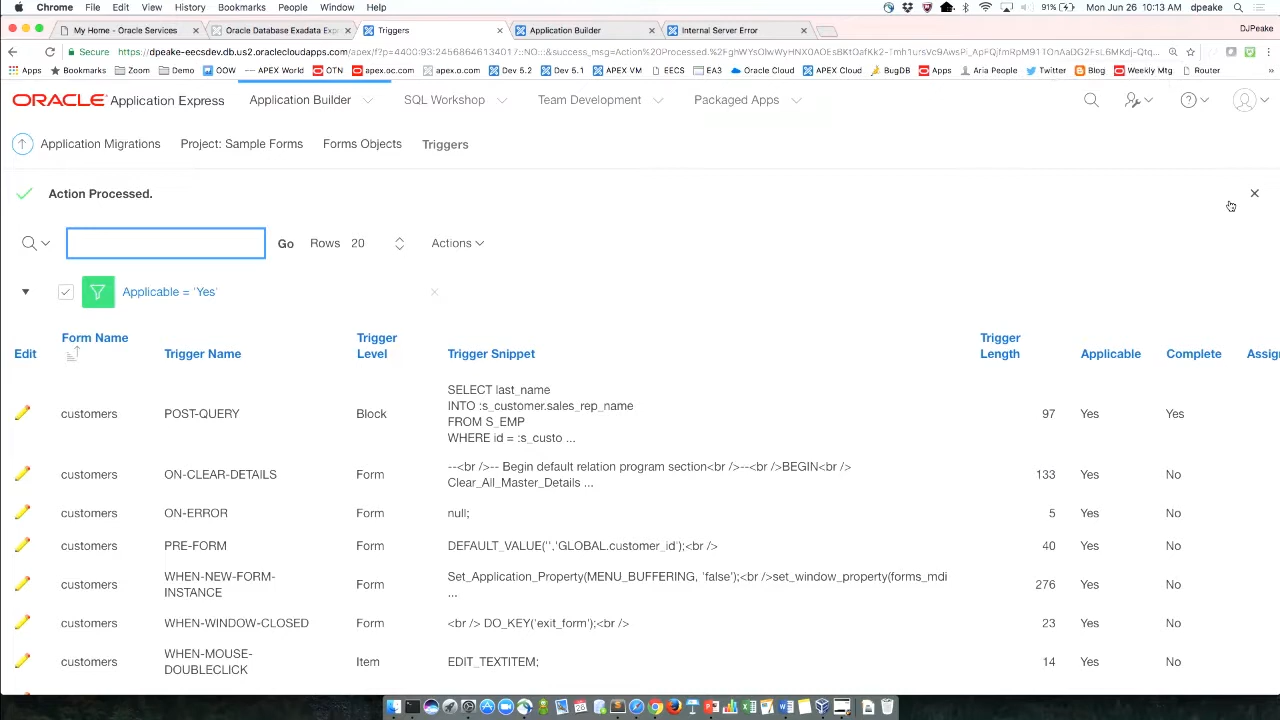 Chrome File Edit View History Bookmarks People Window Help 91% Mon Jun 26 10:13 AM dpeake
My Home - Oracle Services
Oracle Database Exadata Expr
Triggers
Application Builder
Internal Server Error
DJPeake
Secure
Apps Bookmarks Zoom Demo OOW APEX World OTN apex.oc.com apex.o.com Dev 5.2 Dev 5.1 APEX VM EECS EA3 Oracle Cloud APEX Cloud BugDB Apps Aria People Twitter Blog Weekly Mtg Router »
ORACLE Application Express Application Builder SQL Workshop Team Development Packaged Apps
Application Migrations Project: Sample Forms Forms Objects Triggers
Action Processed.
Go Rows 20 Actions
Applicable = 'Yes'
Edit Form Name Trigger Name Trigger Level Trigger Snippet Trigger Length Applicable Complete Assig
customers POST-QUERY Block SELECT last_name 97 Yes Yes
INTO :s_customer.sales_rep_name
FROM S_EMP
WHERE id = :s_custo ...
customers ON-CLEAR-DETAILS Form --<br />-- Begin default relation program section<br />--<br />BEGIN<br /> 133 Yes No
Clear_All_Master_Details ...
customers ON-ERROR Form null; 5 Yes No
customers PRE-FORM Form DEFAULT_VALUE('','GLOBAL.customer_id');<br /> 40 Yes No
customers WHEN-NEW-FORM-INSTANCE Form Set_Application_Property(MENU_BUFFERING, 'false');<br />set_window_property(forms_mdi 276 Yes No
...
customers WHEN-WINDOW-CLOSED Form <br /> DO_KEY('exit_form');<br /> 23 Yes No
customers WHEN-MOUSE-DOUBLECLICK Item EDIT_TEXTITEM; 14 Yes No